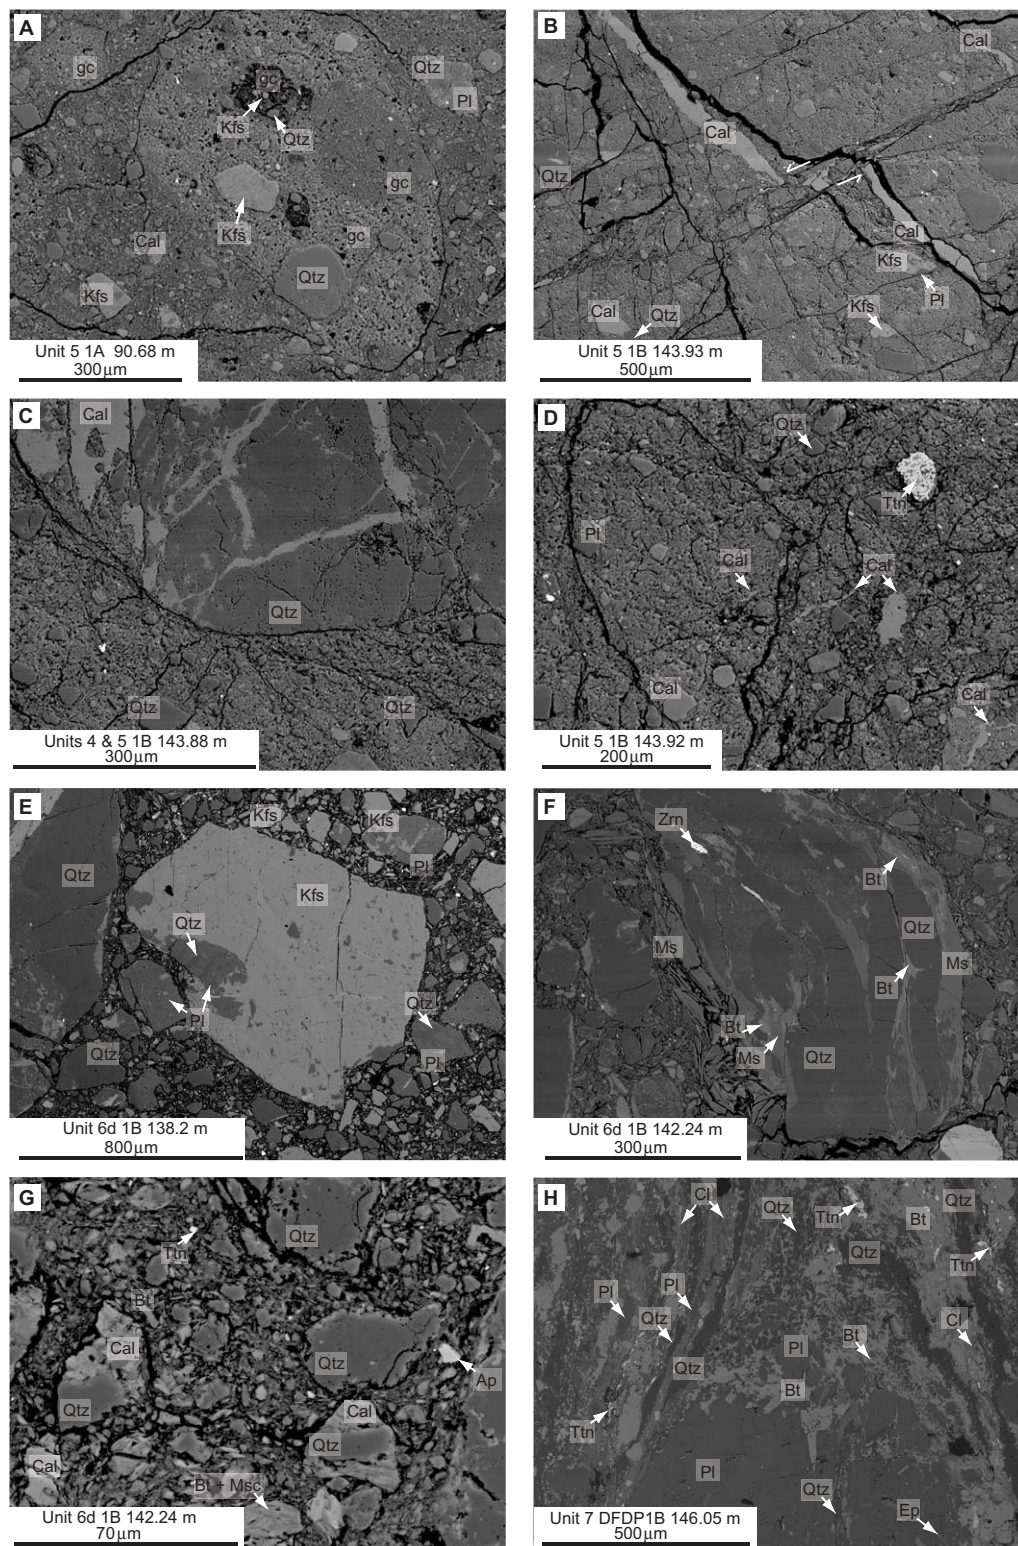 A
gc
Qtz
Pl
gc
Kfs
Qtz
gc
Kfs
gc
Cal
Qtz
Kfs
Unit 5 1A 90.68 m
300μm
B
Cal
Cal
Qtz
Cal
Kfs
Pl
Cal
Qtz
Kfs
Unit 5 1B 143.93 m
500μm
C
Cal
Qtz
Qtz
Qtz
Units 4 & 5 1B 143.88 m
300μm
D
Qtz
Ttn
Pl
Cal
Cal
Cal
Cal
Unit 5 1B 143.92 m
200μm
E
Kfs
Kfs
Pl
Qtz
Kfs
Qtz
Pl
Qtz
Qtz
Pl
Unit 6d 1B 138.2 m
800μm
F
Zrn
Bt
Qtz
Ms
Ms
Bt
Bt
Ms
Qtz
Unit 6d 1B 142.24 m
300μm
G
Qtz
Ttn
Bt
Cal
Qtz
Ap
Qtz
Cal
Qtz
Cal
Bt + Msc
Unit 6d 1B 142.24 m
70μm
H
Cl
Qtz
Ttn
Bt
Qtz
Qtz
Ttn
Pl
Pl
Qtz
Cl
Bt
Pl
Qtz
Bt
Ttn
Pl
Qtz
Ep
Unit 7 DFDP1B 146.05 m
500μm